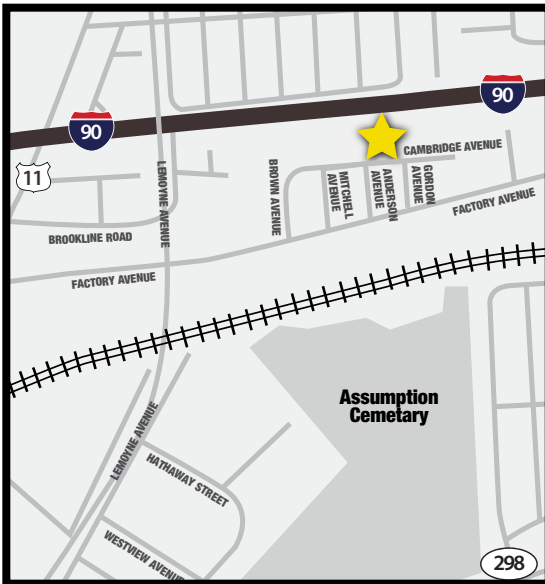 90
90
CAMBRIDGE AVENUE
11
LEMOYNE AVENUE
BROWN AVENUE
MITCHELL
AVENUE
ANDERSON
AVENUE
GORDON
AVENUE
FACTORY AVENUE
BROOKLINE ROAD
FACTORY AVENUE
Assumption
Cemetary
LEMOYNE AVENUE
HATHAWAY STREET
WESTVIEW AVENUE
298